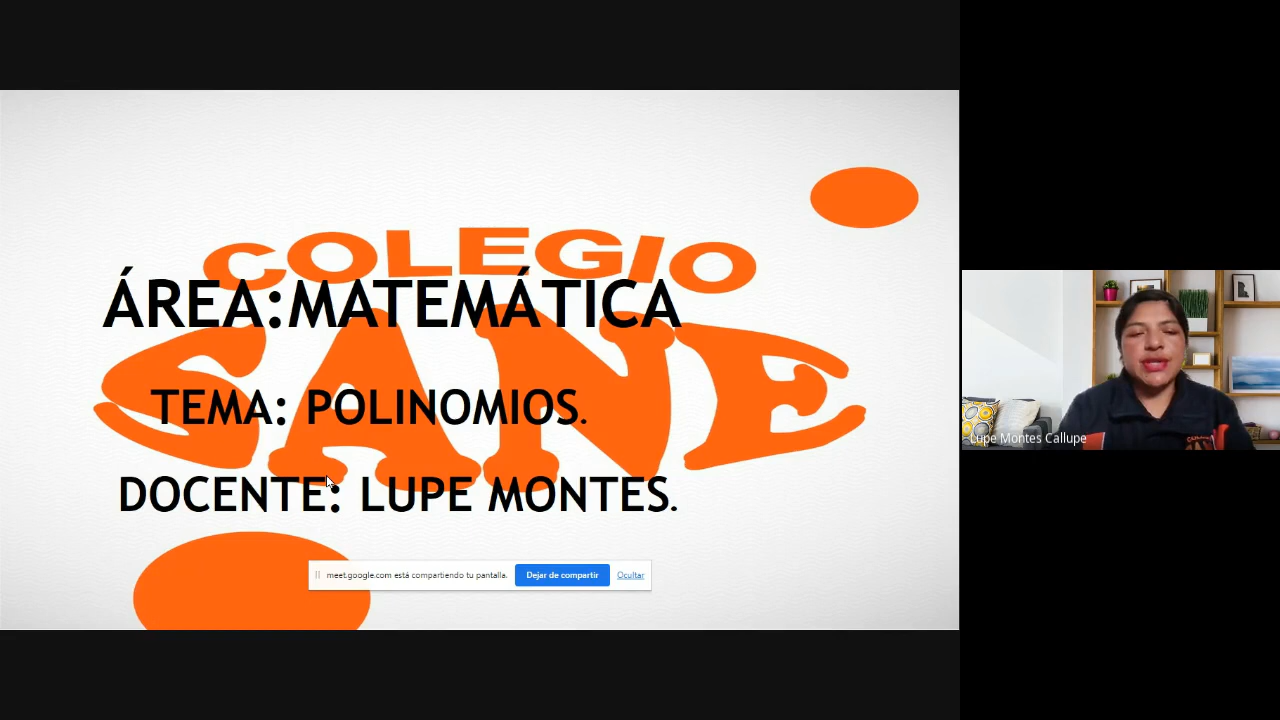 COLEGIO
ÁREA:MATEMÁTICA
SANE
TEMA: POLINOMIOS.
DOCENTE: LUPE MONTES.
meet.google.com está compartiendo tu pantalla.
Dejar de compartir
Ocultar
Lupe Montes Callupe